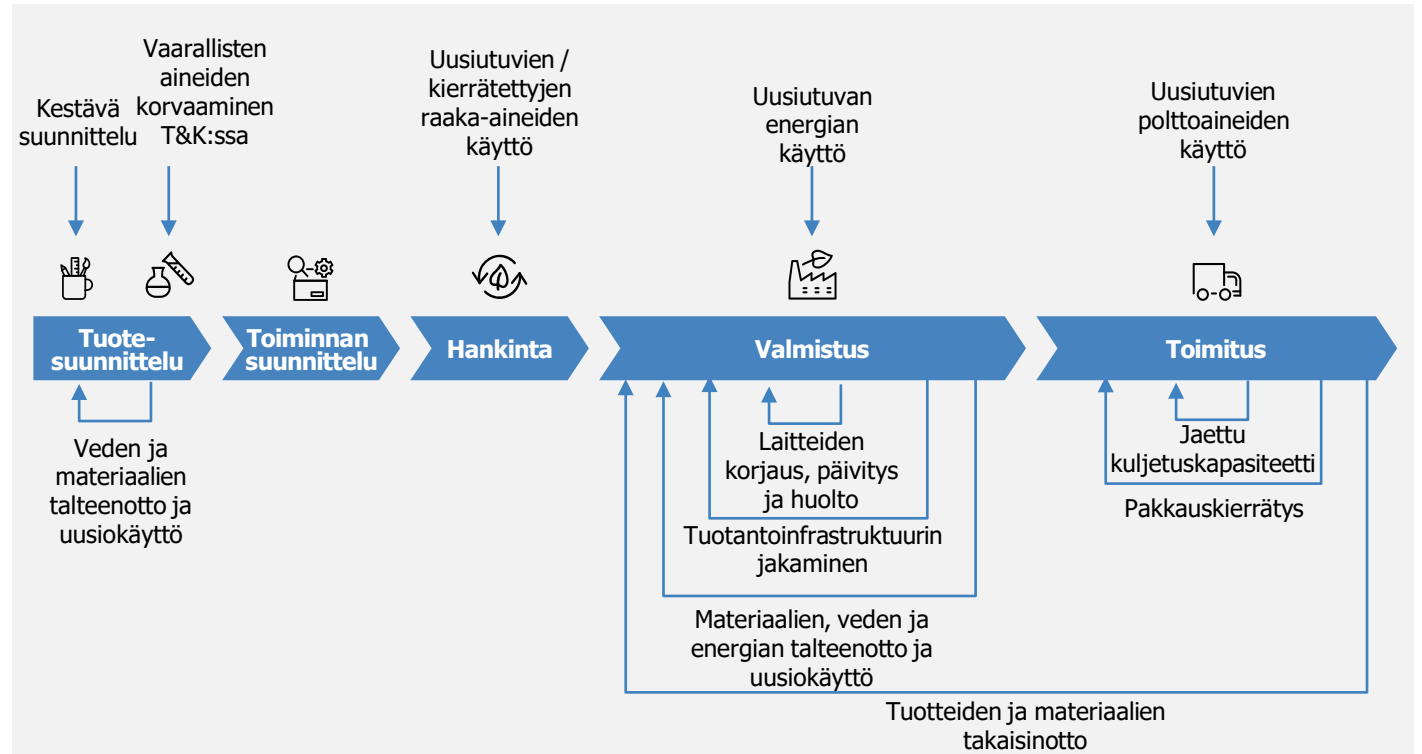 Kestävä
suunnittelu
Vaarallisten
aineiden
korvaaminen
T&K:ssa
Uusiutuvien /
kierrätettyjen
raaka-aineiden
käyttö
Uusiutuvan
energian
käyttö
Uusiutuvien
polttoaineiden
käyttö
Tuote-
suunnittelu
Toiminnan
suunnittelu
Hankinta
Valmistus
Toimitus
Veden ja
materiaalien
talteenotto ja
uusiokäyttö
Laitteiden
korjaus, päivitys
ja huolto
Tuotantoinfrastruktuurin
jakaminen
Materiaalien, veden ja
energian talteenotto ja
uusiokäyttö
Jaettu
kuljetuskapasiteetti
Pakkauskierrätys
Tuotteiden ja materiaalien
takaisinotto